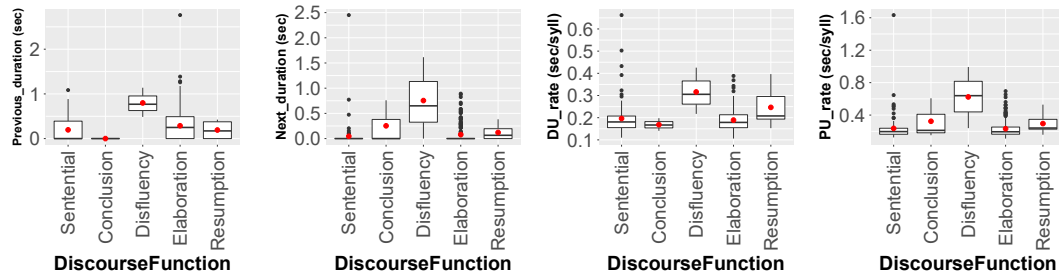 Previous_duration (sec)
2
1
0
Sentential
Conclusion
Disfluency
Elaboration
Resumption
DiscourseFunction
Next_duration (sec)
2.5
2.0
1.5
1.0
0.5
0.0
Sentential
Conclusion
Disfluency
Elaboration
Resumption
DiscourseFunction
DU_rate (sec/syll)
0.6
0.5
0.4
0.3
0.2
0.1
Sentential
Conclusion
Disfluency
Elaboration
Resumption
DiscourseFunction
PU_rate (sec/syll)
1.6
1.2
0.8
0.4
Sentential
Conclusion
Disfluency
Elaboration
Resumption
DiscourseFunction